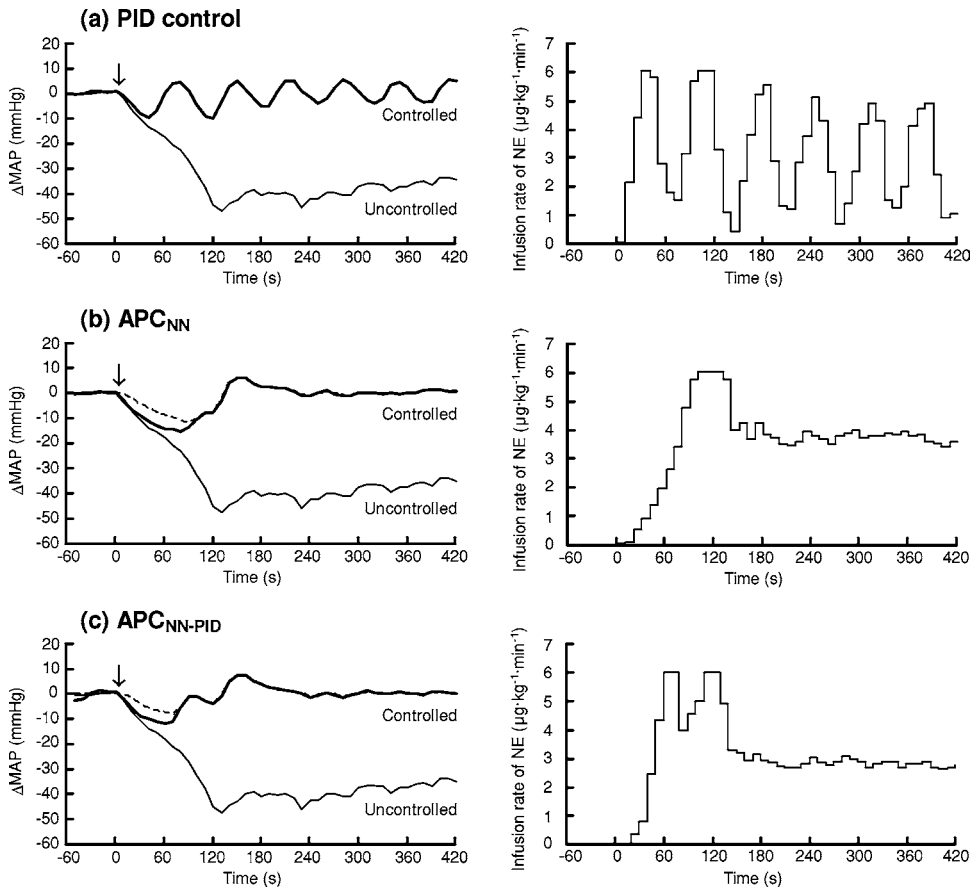 (a) PID control
20
10
0
-10
-20
-30
-40
-50
-60
ΔMAP (mmHg)
Controlled
Uncontrolled
-60 0 60 120 180 240 300 360 420
Time (s)
7
6
5
4
3
2
1
0
Infusion rate of NE (µg·kg⁻¹·min⁻¹)
-60 0 60 120 180 240 300 360 420
Time (s)
(b) APC_NN
20
10
0
-10
-20
-30
-40
-50
-60
ΔMAP (mmHg)
Controlled
Uncontrolled
-60 0 60 120 180 240 300 360 420
Time (s)
7
6
5
4
3
2
1
0
Infusion rate of NE (µg·kg⁻¹·min⁻¹)
-60 0 60 120 180 240 300 360 420
Time (s)
(c) APC_NN-PID
20
10
0
-10
-20
-30
-40
-50
-60
ΔMAP (mmHg)
Controlled
Uncontrolled
-60 0 60 120 180 240 300 360 420
Time (s)
7
6
5
4
3
2
1
0
Infusion rate of NE (µg·kg⁻¹·min⁻¹)
-60 0 60 120 180 240 300 360 420
Time (s)